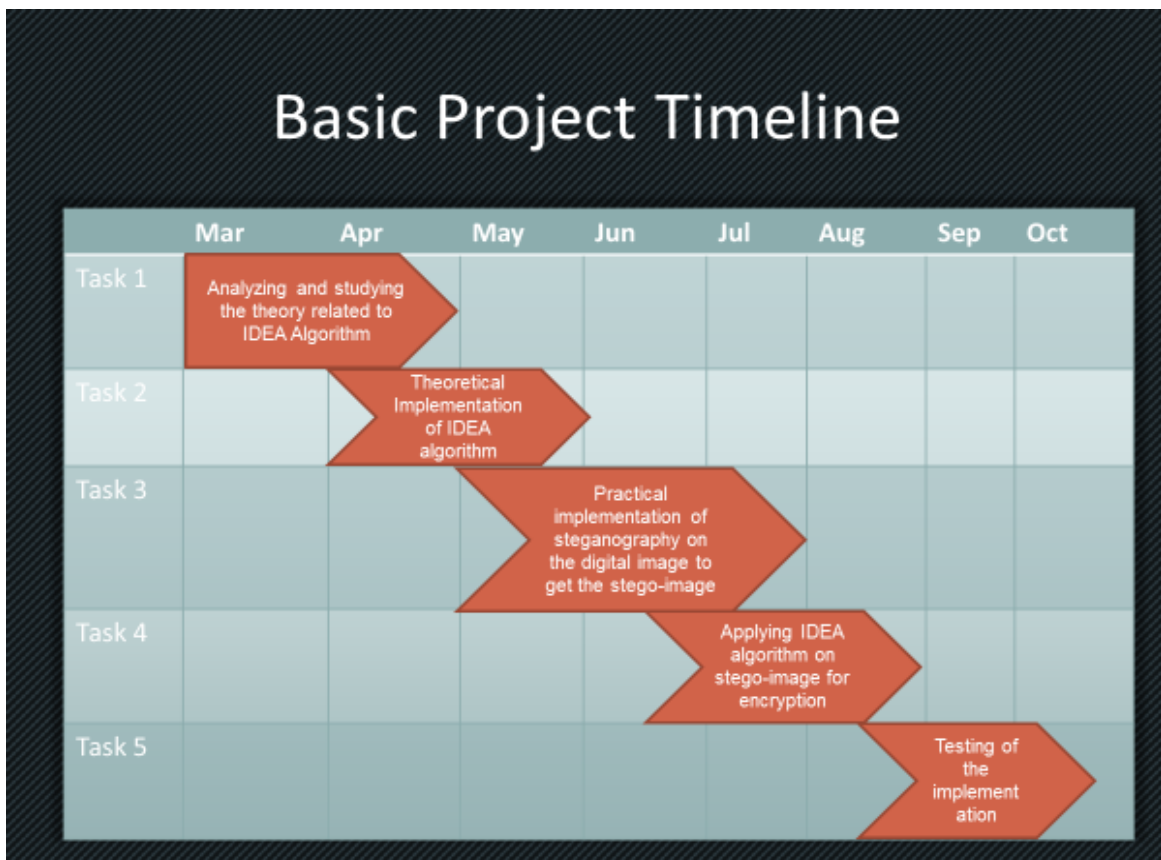 Basic Project Timeline
Mar Apr May Jun Jul Aug Sep Oct
Task 1
Analyzing and studying
the theory related to
IDEA Algorithm
Task 2
Theoretical
Implementation
of IDEA
algorithm
Task 3
Practical
implementation of
steganography on
the digital image to
get the stego-image
Task 4
Applying IDEA
algorithm on
stego-image for
encryption
Task 5
Testing of
the
implement
ation